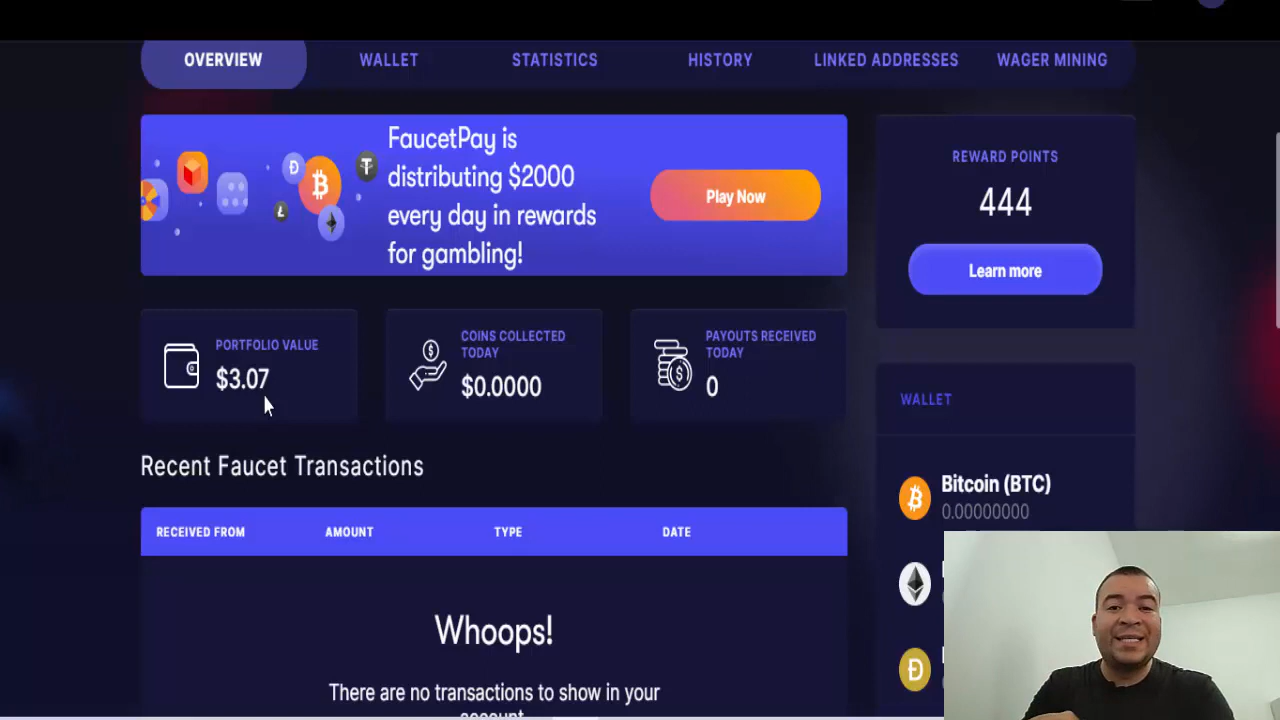 OVERVIEW
WALLET
STATISTICS
HISTORY
LINKED ADDRESSES
WAGER MINING
FaucetPay is
distributing $2000
every day in rewards
for gambling!
Play Now
REWARD POINTS
444
Learn more
PORTFOLIO VALUE
$3.07
COINS COLLECTED
TODAY
$0.0000
PAYOUTS RECEIVED
TODAY
0
WALLET
Bitcoin (BTC)
0.00000000
Recent Faucet Transactions
RECEIVED FROM
AMOUNT
TYPE
DATE
Whoops!
There are no transactions to show in your
account